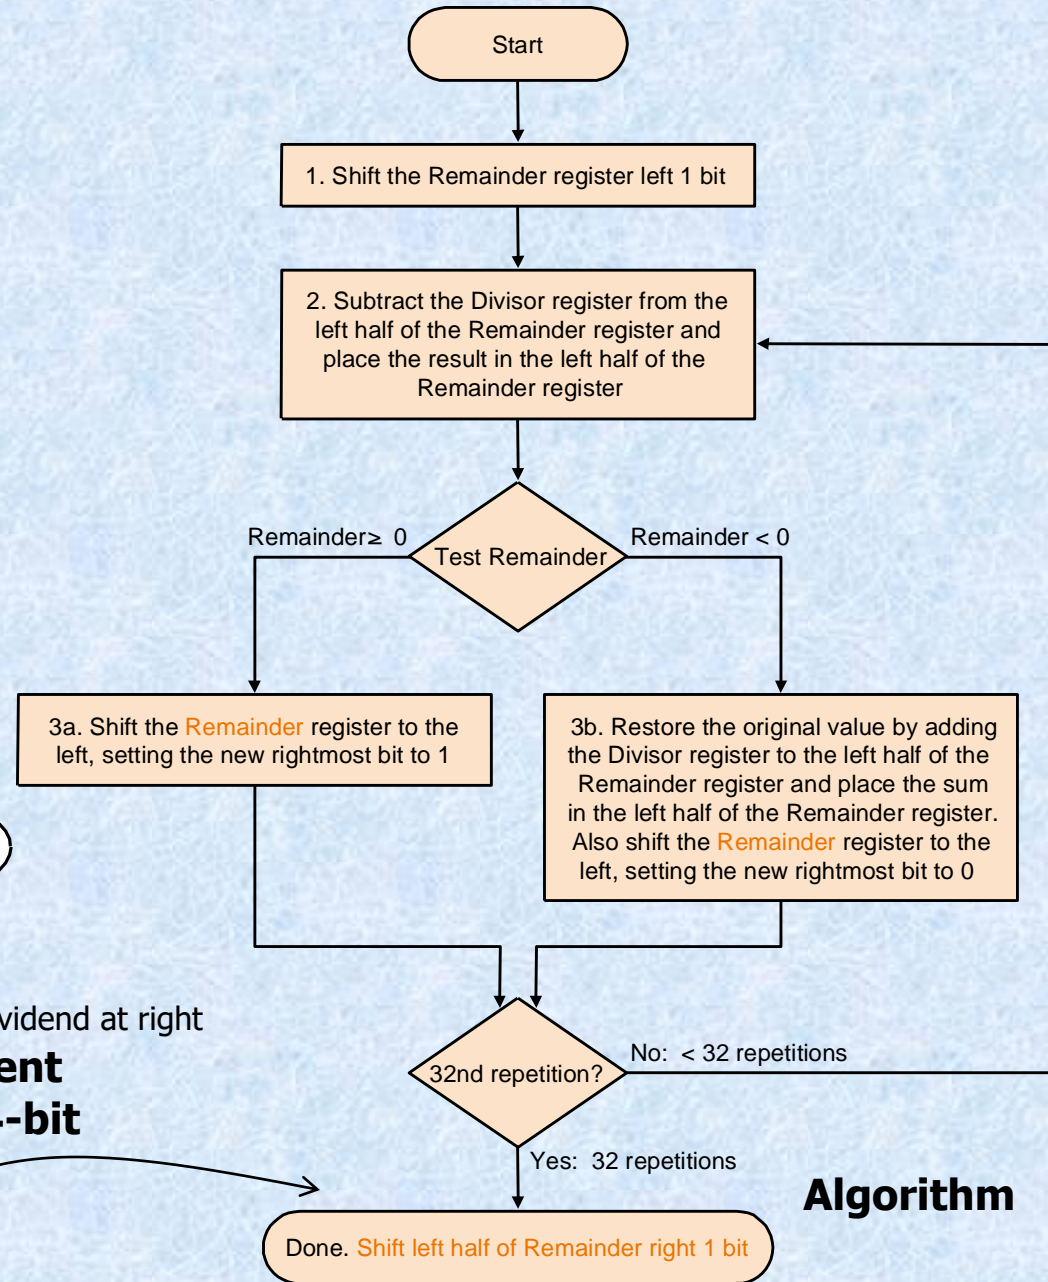 Start
1. Shift the Remainder register left 1 bit
2. Subtract the Divisor register from the
left half of the Remainder register and
place the result in the left half of the
Remainder register
Remainder≥ 0
Test Remainder
Remainder < 0
3a. Shift the Remainder register to the
left, setting the new rightmost bit to 1
3b. Restore the original value by adding
the Divisor register to the left half of the
Remainder register and place the sum
in the left half of the Remainder register.
Also shift the Remainder register to the
left, setting the new rightmost bit to 0
at right
32nd repetition?
No: < 32 repetitions
-bit
Yes: 32 repetitions
Algorithm
Done. Shift left half of Remainder right 1 bit